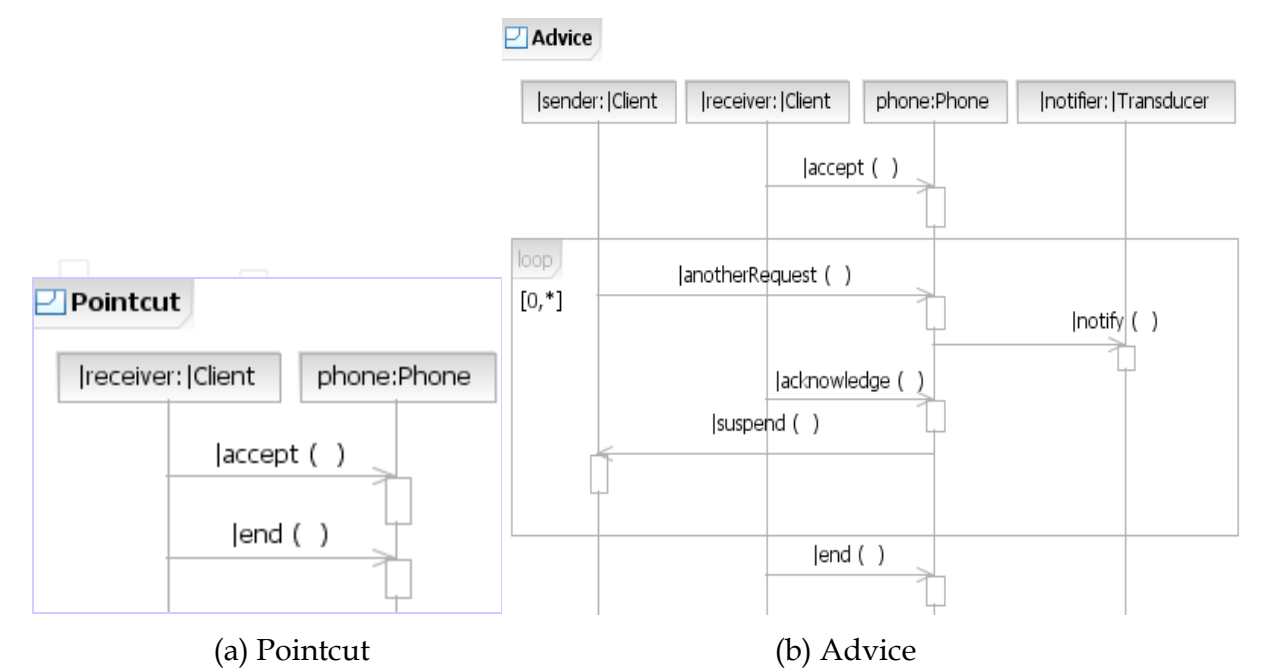 Pointcut
|receiver:|Client
phone:Phone
|accept ( )
|end ( )
(a) Pointcut
Advice
|sender:|Client
|receiver:|Client
phone:Phone
|notifier:|Transducer
|accept ( )
loop
[0,*]
|anotherRequest ( )
|notify ( )
|acknowledge ( )
|suspend ( )
|end ( )
(b) Advice